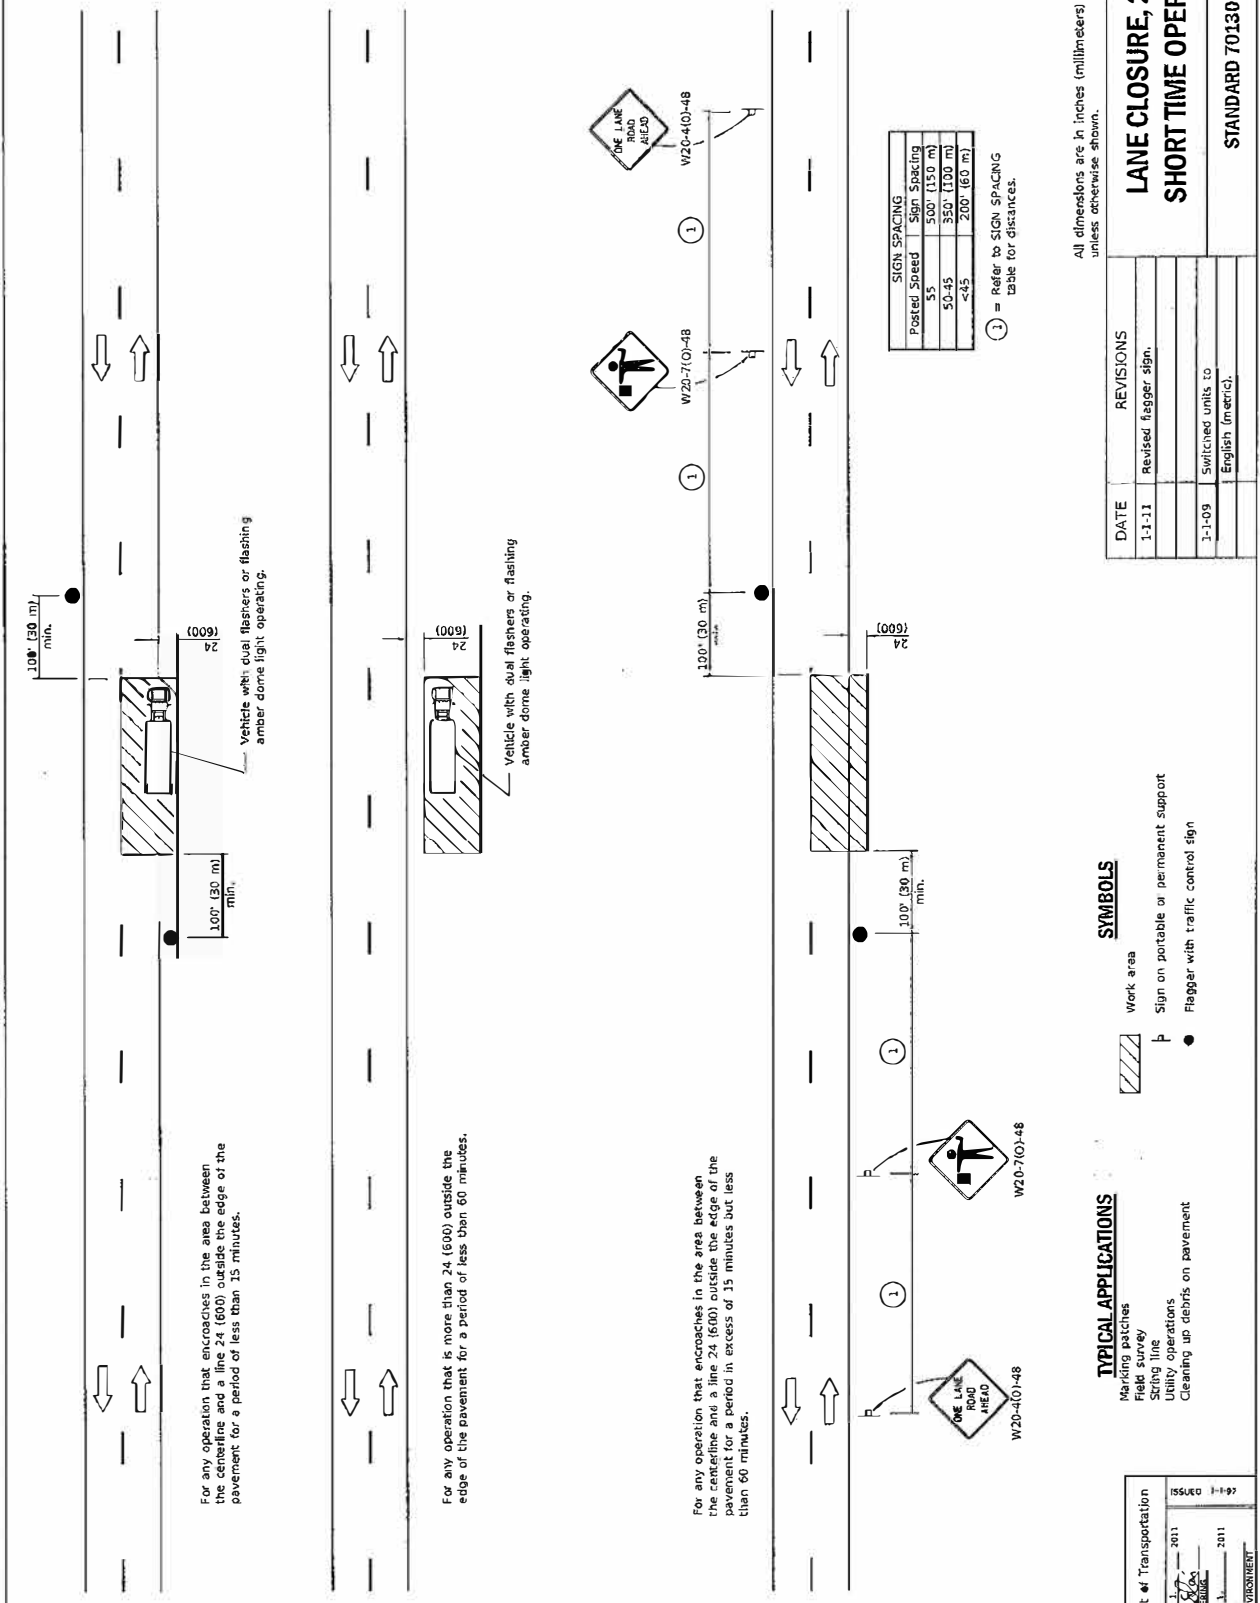 100' (30 m)
min.
24
(600)
Vehicle with dual flashers or flashing
amber dome light operating.
100' (30 m)
min.
For any operation that encroaches in the area between
the centerline and a line 24 (600) outside the edge of the
pavement for a period of less than 15 minutes.
24
(600)
Vehicle with dual flashers or flashing
amber dome light operating.
For any operation that is more than 24 (600) outside the
edge of the pavement for a period of less than 60 minutes.
ONE LANE
ROAD
AHEAD
W20-4(O)-48
W20-7(O)-48
1
1
100' (30 m)
min
24
(600)
100' (30 m)
min.
For any operation that encroaches in the area between
the centerline and a line 24 (600) outside the edge of the
pavement for a period in excess of 15 minutes but less
than 60 minutes.
1
1
W20-7(O)-48
ONE LANE
ROAD
AHEAD
W20-4(O)-48
SIGN SPACING
Posted Speed Sign Spacing
55 500' (150 m)
50-45 350' (100 m)
<45 200' (60 m)
1 = Refer to SIGN SPACING
table for distances.
TYPICAL APPLICATIONS
Marking patches
Field survey
String line
Utility operations
Cleaning up debris on pavement
SYMBOLS
Work area
Sign on portable or permanent support
Flagger with traffic control sign
All dimensions are in inches (millimeters)
unless otherwise shown.
DATE REVISIONS
1-1-11 Revised flagger sign.
1-1-09 Switched units to
English (metric).
LANE CLOSURE, 2
SHORT TIME OPER
STANDARD 70130
t of Transportation
2011
2011
VIRONMENT
ISSUED 1-1-97